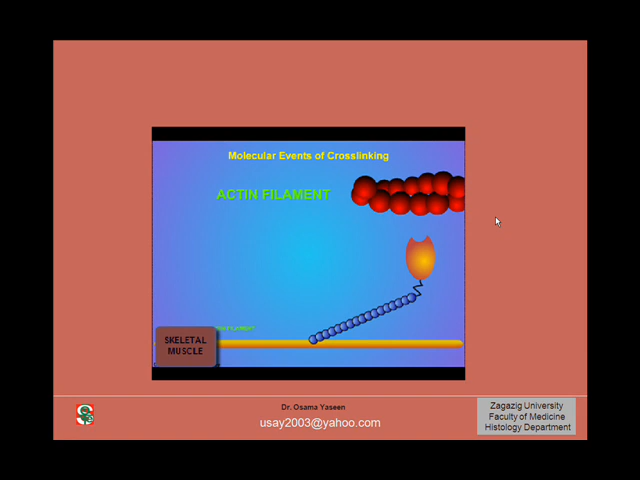 Molecular Events of Crosslinking
ACTIN FILAMENT
SKELETAL
MUSCLE
Dr. Osama Yaseen
usay2003@yahoo.com
Zagazig University
Faculty of Medicine
Histology Department